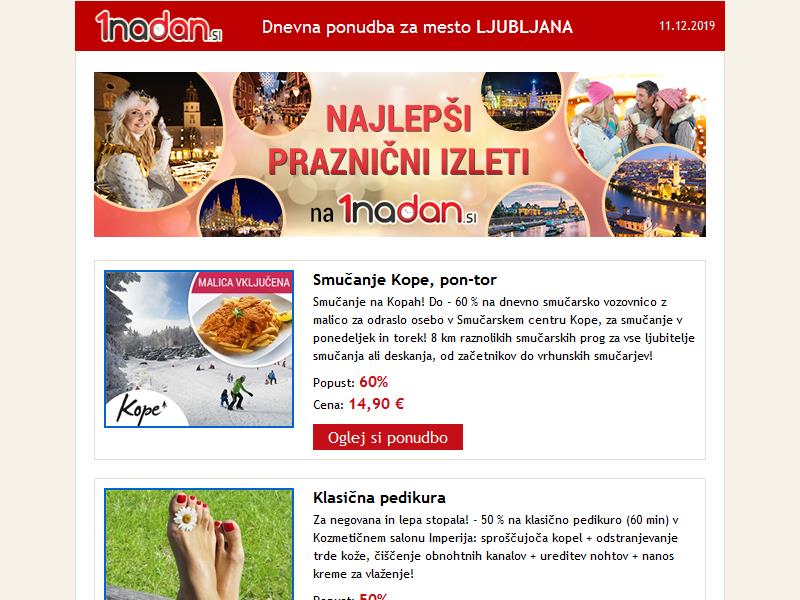 1nadan.si
Dnevna ponudba za mesto LJUBLJANA
11.12.2019
NAJLEPŠI
PRAZNIČNI IZLETI
na 1nadan.si
MALICA VKLJUČENA
Kope
Smučanje Kope, pon-tor
Smučanje na Kopah! Do - 60 % na dnevno smučarsko vozovnico z
malico za odraslo osebo v Smučarskem centru Kope, za smučanje v
ponedeljek in torek! 8 km raznolikih smučarskih prog za vse ljubitelje
smučanja ali deskanja, od začetnikov do vrhunskih smučarjev!
Popust: 60%
Cena: 14,90 €
Oglej si ponudbo
Klasična pedikura
Za negovana in lepa stopala! - 50 % na klasično pedikuro (60 min) v
Kozmetičnem salonu Imperija: sproščujoča kopel + odstranjevanje
trde kože, čiščenje obnohtnih kanalov + ureditev nohtov + nanos
kreme za vlaženje!
Popust: 50%